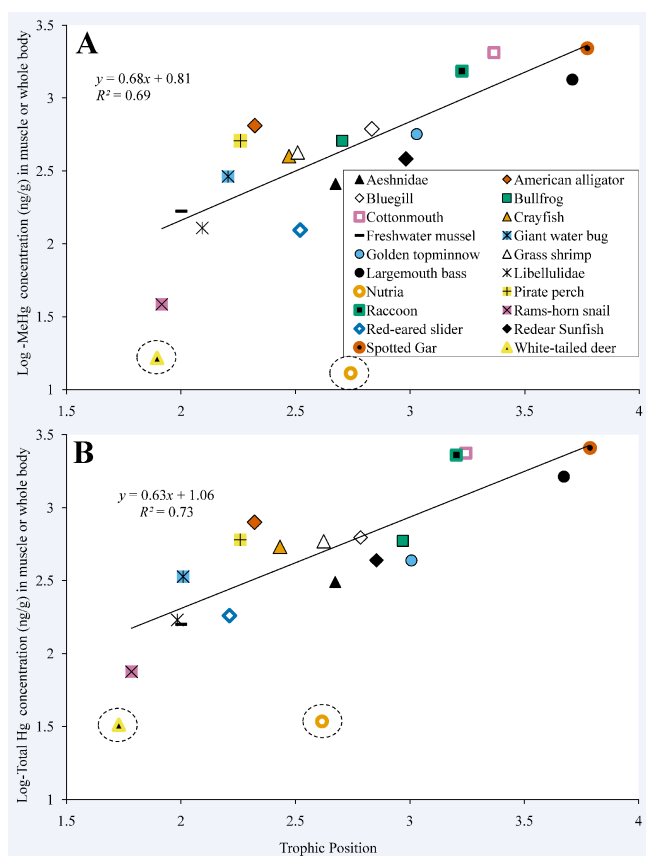 A
y = 0.68x + 0.81
R² = 0.69
Log -MeHg concentration (ng/g) in muscle or whole body
3.5
3
2.5
2
1.5
1
1.5 2 2.5 3 3.5 4
Aeshnidae American alligator
Bluegill Bullfrog
Cottonmouth Crayfish
Freshwater mussel Giant water bug
Golden topminnow Grass shrimp
Largemouth bass Libellulidae
Nutria Pirate perch
Raccoon Rams-horn snail
Red-eared slider Redear Sunfish
Spotted Gar White-tailed deer
B
y = 0.63x + 1.06
R² = 0.73
Log-Total Hg concentration (ng/g) in muscle or whole body
3.5
3
2.5
2
1.5
1
1.5 2 2.5 3 3.5 4
Trophic Position